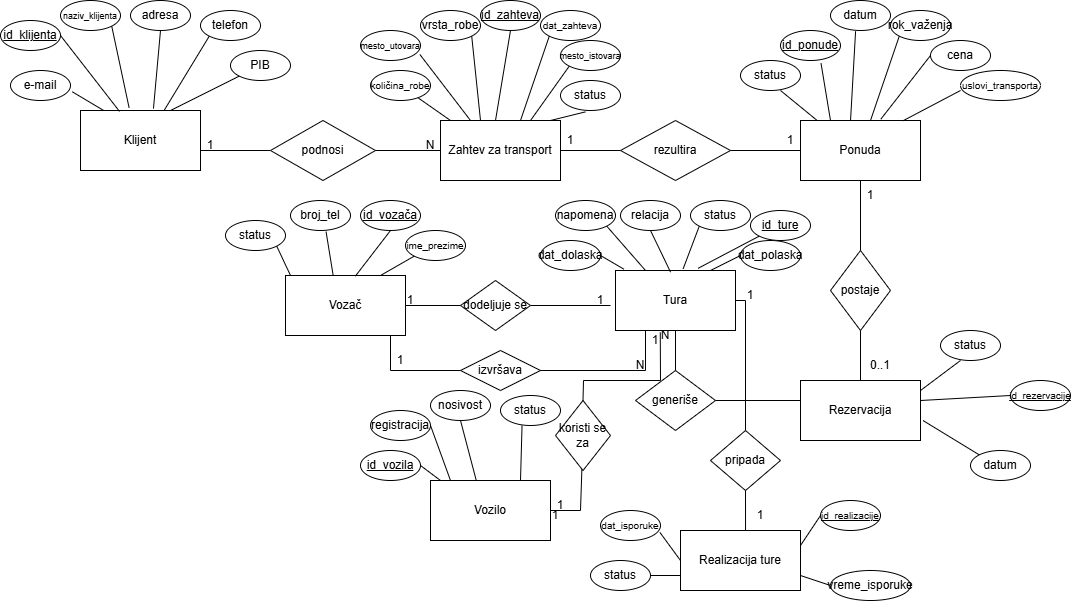 id_klijenta
naziv_klijenta
adresa
telefon
e-mail
PIB
Klijent
1
podnosi
N
mesto_utovara
vrsta_robe
id_zahteva
dat_zahteva
mesto_istovara
količina_robe
status
Zahtev za transport
1
rezultira
1
datum
rok_važenja
id_ponude
cena
status
uslovi_transporta
Ponuda
1
postaje
0..1
status
broj_tel
id_vozača
ime_prezime
Vozač
1
dodeljuje se
1
1
izvršava
N
napomena
relacija
status
id_ture
dat_dolaska
dat_polaska
Tura
1
1
N
generiše
koristi se
za
1
1
status
id_rezervacije
Rezervacija
datum
registracija
nosivost
status
id_vozila
Vozilo
pripada
1
dat_isporuke
id_realizacije
Realizacija ture
status
vreme_isporuke